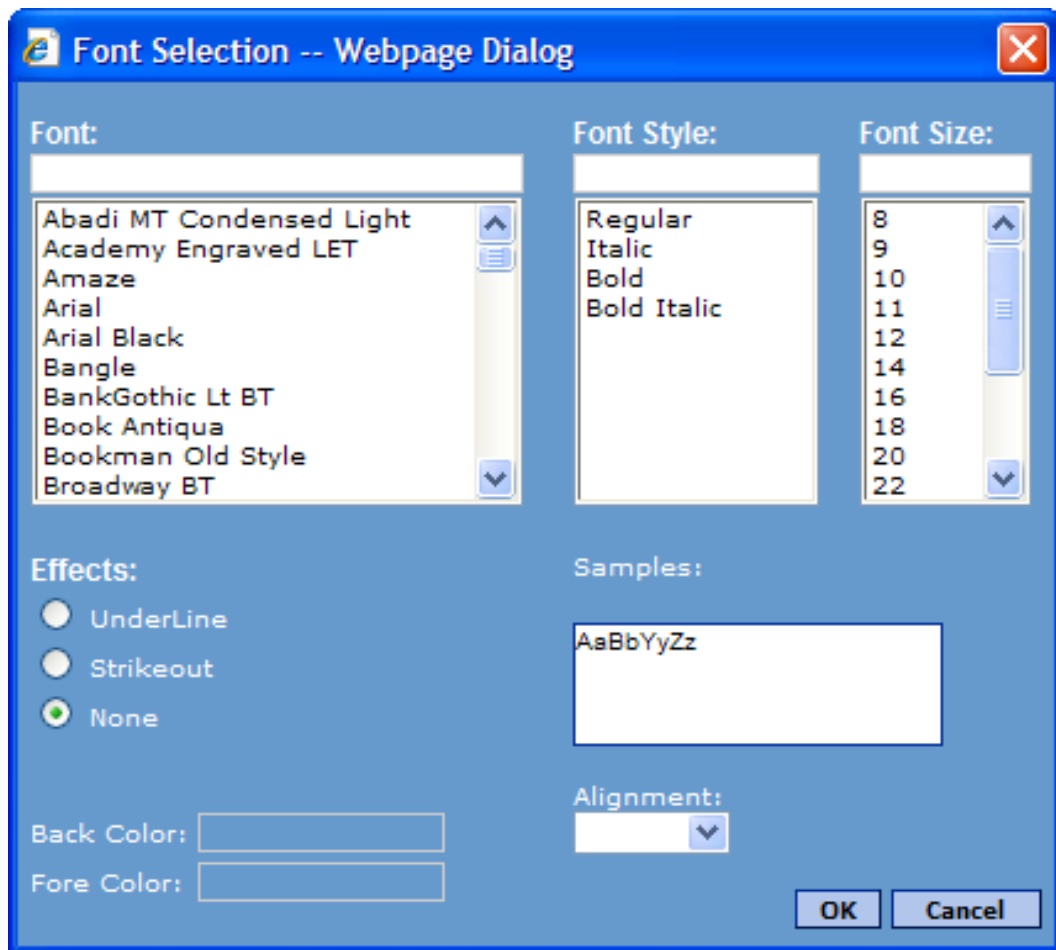 Font Selection -- Webpage Dialog
Font:
Font Style:
Font Size:
Abadi MT Condensed Light
Academy Engraved LET
Amaze
Arial
Arial Black
Bangle
BankGothic Lt BT
Book Antiqua
Bookman Old Style
Broadway BT
Regular
Italic
Bold
Bold Italic
8
9
10
11
12
14
16
18
20
22
Effects:
UnderLine
Strikeout
None
Samples:
AaBbYyZz
Alignment:
Back Color:
Fore Color:
OK
Cancel